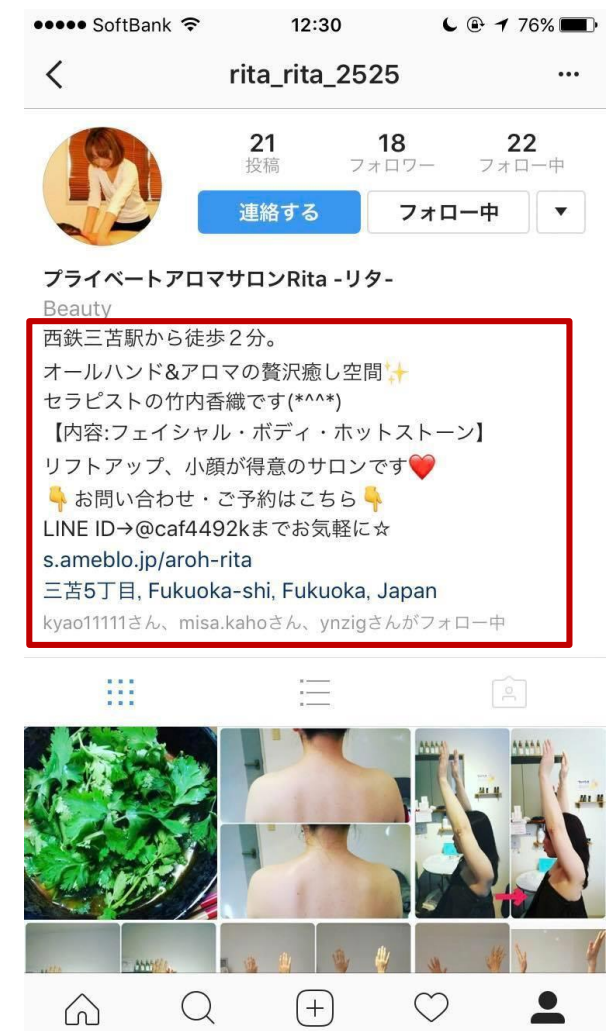 SoftBank 12:30 76%
rita_rita_2525
21 18 22
投稿 フォロワー フォロー中
連絡する フォロー中
プライベートアロマサロンRita -リタ-
Beauty
西鉄三苫駅から徒歩２分。
オールハンド&アロマの贅沢癒し空間✨
セラピストの竹内香織です(*^^*)
【内容:フェイシャル・ボディ・ホットストーン】
リフトアップ、小顔が得意のサロンです❤️
👇お問い合わせ・ご予約はこちら👇
LINE ID→@caf4492kまでお気軽に☆
s.ameblo.jp/aroh-rita
三苫5丁目, Fukuoka-shi, Fukuoka, Japan
kyao11111さん、misa.kahoさん、ynzigさんがフォロー中